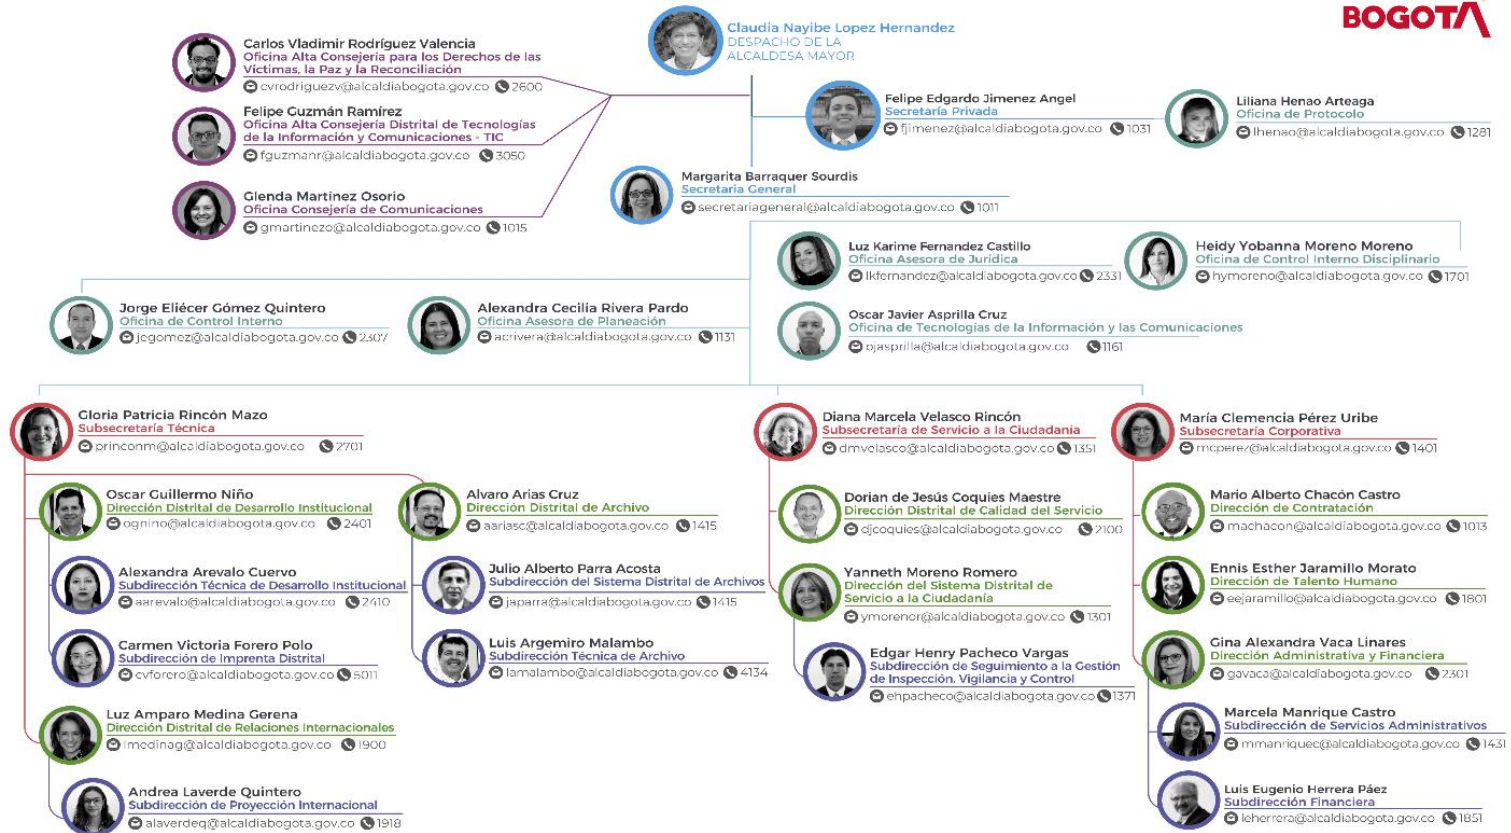 BOGOTÁ
Claudia Nayibe Lopez Hernandez
DESPACHO DE LA
ALCALDESA MAYOR
Carlos Vladimir Rodríguez Valencia
Oficina Alta Consejería para los Derechos de las
Víctimas, la Paz y la Reconciliación
cvrodriguezv@alcaldiabogota.gov.co 2600
Felipe Guzmán Ramírez
Oficina Alta Consejería Distrital de Tecnologías
de la Información y Comunicaciones - TIC
fguzmanr@alcaldiabogota.gov.co 3050
Glenda Martínez Osorio
Oficina Consejería de Comunicaciones
gmartinezo@alcaldiabogota.gov.co 1015
Felipe Edgardo Jimenez Angel
Secretaría Privada
fjimenez@alcaldiabogota.gov.co 1031
Liliana Henao Arteaga
Oficina de Protocolo
lhenao@alcaldiabogota.gov.co 1281
Margarita Barraquer Sourdis
Secretaria General
secretariageneral@alcaldiabogota.gov.co 1011
Luz Karime Fernandez Castillo
Oficina Asesora de Jurídica
lkfernandez@alcaldiabogota.gov.co 2331
Heidy Yobanna Moreno Moreno
Oficina de Control Interno Disciplinario
hymoreno@alcaldiabogota.gov.co 1701
Jorge Eliécer Gómez Quintero
Oficina de Control Interno
jegomez@alcaldiabogota.gov.co 2307
Alexandra Cecilia Rivera Pardo
Oficina Asesora de Planeación
acrivera@alcaldiabogota.gov.co 1131
Oscar Javier Asprilla Cruz
Oficina de Tecnologías de la Información y las Comunicaciones
ojasprilla@alcaldiabogota.gov.co 1161
Gloria Patricia Rincón Mazo
Subsecretaría Técnica
princonm@alcaldiabogota.gov.co 2701
Diana Marcela Velasco Rincón
Subsecretaría de Servicio a la Ciudadanía
dmvelasco@alcaldiabogota.gov.co 1351
María Clemencia Pérez Uribe
Subsecretaría Corporativa
mcperez@alcaldiabogota.gov.co 1401
Oscar Guillermo Niño
Dirección Distrital de Desarrollo Institucional
ognino@alcaldiabogota.gov.co 2401
Alexandra Arevalo Cuervo
Subdirección Técnica de Desarrollo Institucional
aarevalo@alcaldiabogota.gov.co 2410
Carmen Victoria Forero Polo
Subdirección de Imprenta Distrital
cvforero@alcaldiabogota.gov.co 5011
Luz Amparo Medina Gerena
Dirección Distrital de Relaciones Internacionales
lmedinag@alcaldiabogota.gov.co 1900
Andrea Laverde Quintero
Subdirección de Proyección Internacional
alaverdeq@alcaldiabogota.gov.co 1918
Alvaro Arias Cruz
Dirección Distrital de Archivo
aariasc@alcaldiabogota.gov.co 1415
Julio Alberto Parra Acosta
Subdirección del Sistema Distrital de Archivos
japarra@alcaldiabogota.gov.co 1415
Luis Argemiro Malambo
Subdirección Técnica de Archivo
lamalambo@alcaldiabogota.gov.co 4134
Dorian de Jesús Coquies Maestre
Dirección Distrital de Calidad del Servicio
djcoquies@alcaldiabogota.gov.co 2100
Yanneth Moreno Romero
Dirección del Sistema Distrital de
Servicio a la Ciudadanía
ymorenor@alcaldiabogota.gov.co 1301
Edgar Henry Pacheco Vargas
Subdirección de Seguimiento a la Gestión
de Inspección, Vigilancia y Control
ehpacheco@alcaldiabogota.gov.co 1371
Mario Alberto Chacón Castro
Dirección de Contratación
machacon@alcaldiabogota.gov.co 1013
Ennis Esther Jaramillo Morato
Dirección de Talento Humano
eejaramillo@alcaldiabogota.gov.co 1801
Gina Alexandra Vaca Linares
Dirección Administrativa y Financiera
gavaca@alcaldiabogota.gov.co 2301
Marcela Manrique Castro
Subdirección de Servicios Administrativos
mmanriquec@alcaldiabogota.gov.co 1431
Luis Eugenio Herrera Páez
Subdirección Financiera
leherrera@alcaldiabogota.gov.co 1851